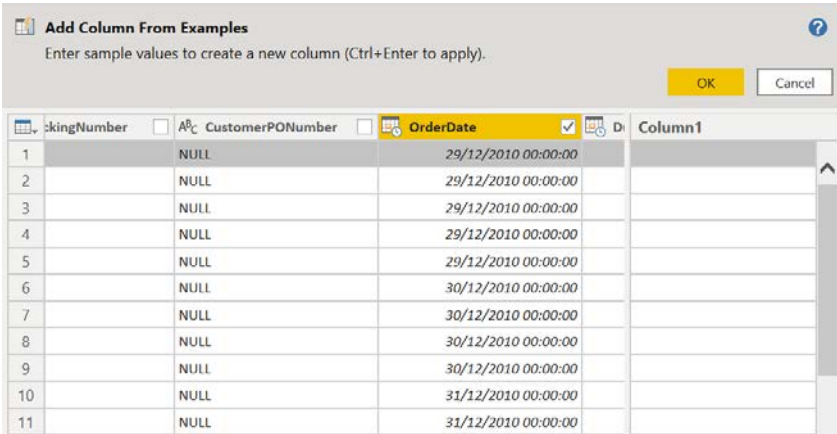 Add Column From Examples
Enter sample values to create a new column (Ctrl+Enter to apply).
OK Cancel
ckingNumber ABC CustomerPONumber OrderDate Column1
1 NULL 29/12/2010 00:00:00
2 NULL 29/12/2010 00:00:00
3 NULL 29/12/2010 00:00:00
4 NULL 29/12/2010 00:00:00
5 NULL 29/12/2010 00:00:00
6 NULL 30/12/2010 00:00:00
7 NULL 30/12/2010 00:00:00
8 NULL 30/12/2010 00:00:00
9 NULL 30/12/2010 00:00:00
10 NULL 31/12/2010 00:00:00
11 NULL 31/12/2010 00:00:00